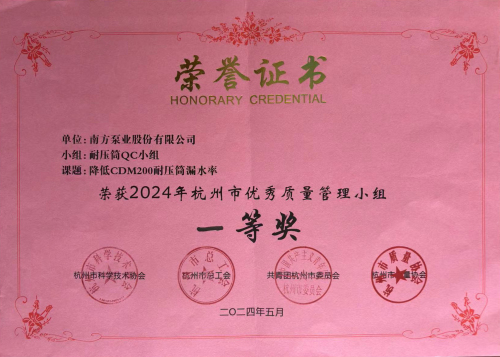 荣誉证书
HONORARY CREDENTIAL
单位: 南方泵业股份有限公司
小组: 耐压筒QC小组
课题: 降低CDM200耐压筒漏水率
荣获2024年杭州市优秀质量管理小组
一等奖
杭州市科学技术协会 杭州市总工会 共青团杭州市委员会 杭州市质量协会
二〇二四年五月